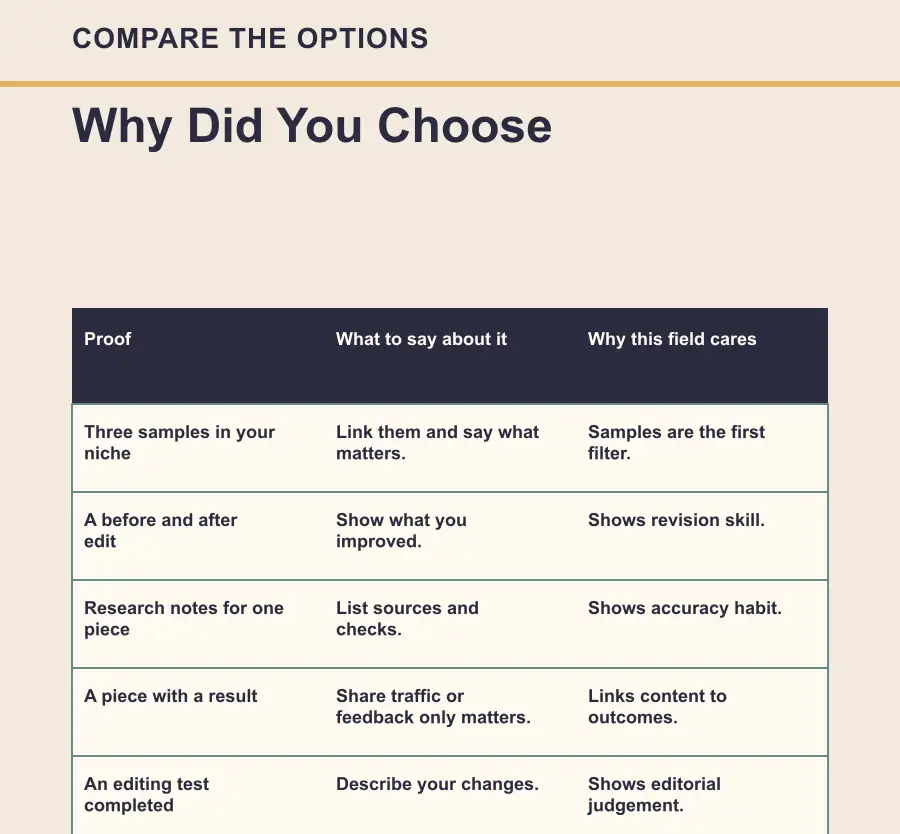 COMPARE THE OPTIONS
Why Did You Choose
Proof
What to say about it
Why this field cares
Three samples in your
niche
Link them and say what
matters.
Samples are the first
filter.
A before and after
edit
Show what you
improved.
Shows revision skill.
Research notes for one
piece
List sources and
checks.
Shows accuracy habit.
A piece with a result
Share traffic or
feedback only matters.
Links content to
outcomes.
An editing test
completed
Describe your changes.
Shows editorial
judgement.